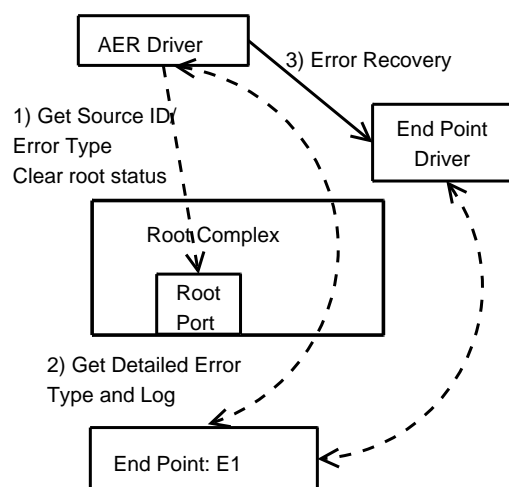 AER Driver
3) Error Recovery
1) Get Source ID/
Error Type
Clear root status
End Point
Driver
Root Complex
Root
Port
2) Get Detailed Error
Type and Log
End Point: E1